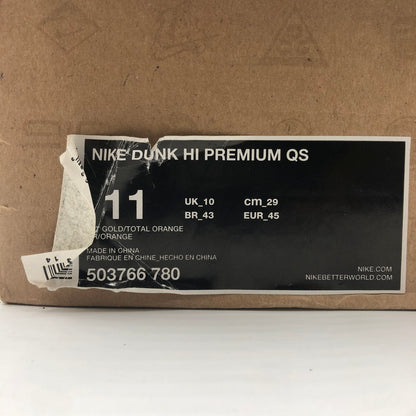 NIKE DUNK HI PREMIUM QS
11 UK_10 cm_29
BR_43 EUR_45
GOLD/TOTAL ORANGE
/ORANGE
MADE IN CHINA
FABRIQUE EN CHINE_HECHO EN CHINA
503766 780
NIKE.COM
NIKEBETTERWORLD.COM